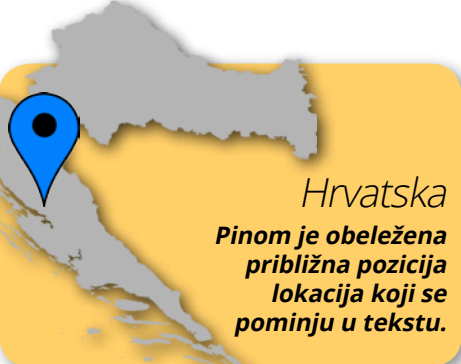 Hrvatska
Pinom je obeležena
približna pozicija
lokacija koji se
pominju u tekstu.